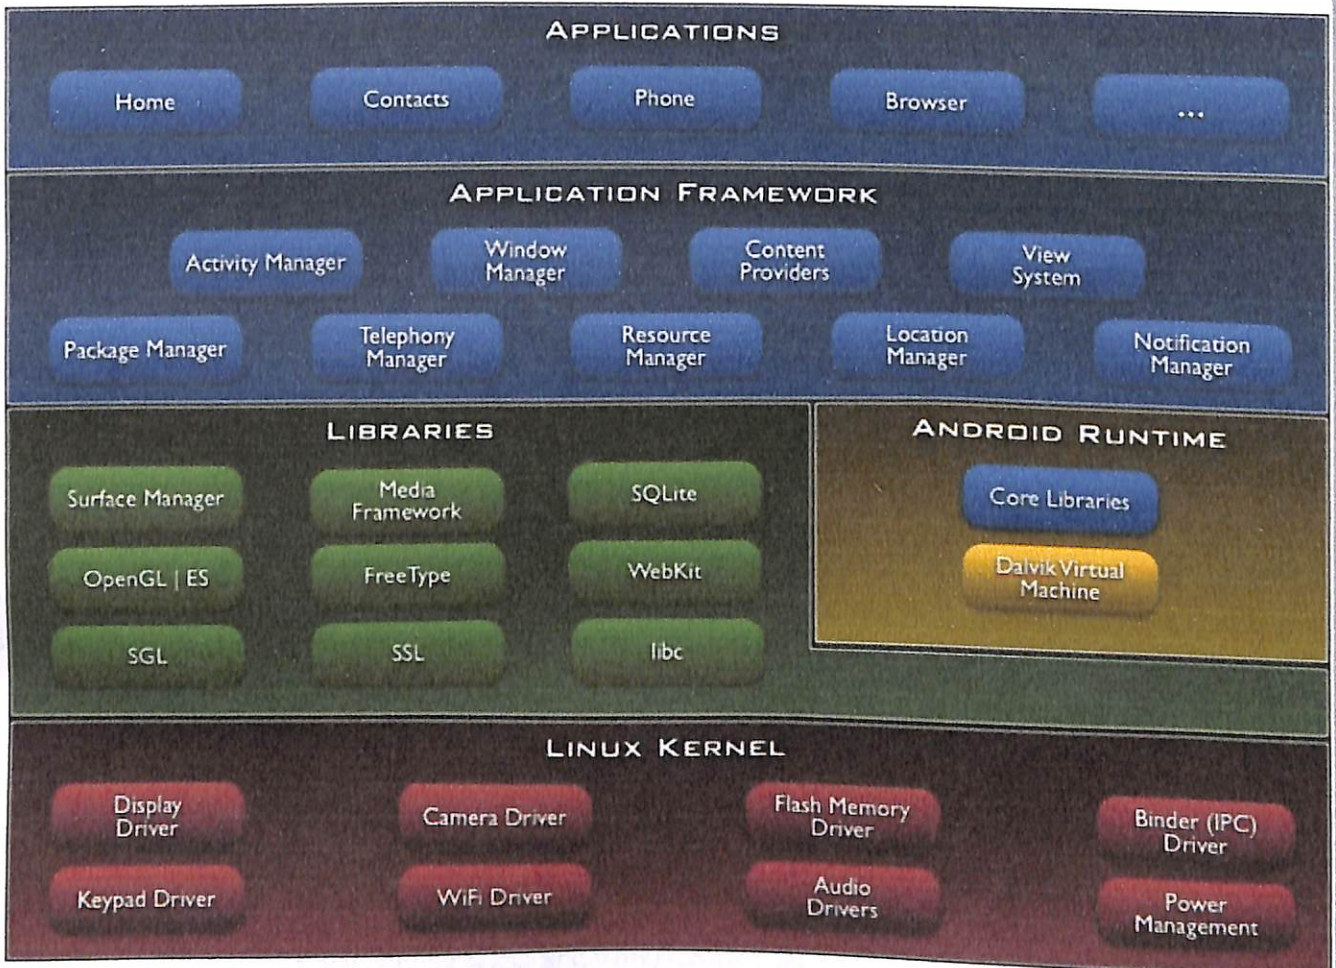 APPLICATIONS
Home
Contacts
Phone
Browser
...
APPLICATION FRAMEWORK
Activity Manager
Window
Manager
Content
Providers
View
System
Package Manager
Telephony
Manager
Resource
Manager
Location
Manager
Notification
Manager
LIBRARIES
Surface Manager
Media
Framework
SQLite
OpenGL | ES
FreeType
WebKit
SGL
SSL
libc
ANDROID RUNTIME
Core Libraries
Dalvik Virtual
Machine
LINUX KERNEL
Display
Driver
Camera Driver
Flash Memory
Driver
Binder (IPC)
Driver
Keypad Driver
WiFi Driver
Audio
Drivers
Power
Management